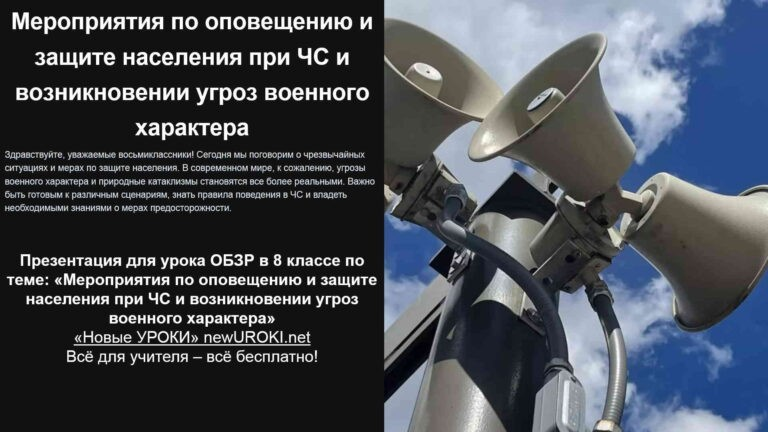 Мероприятия по оповещению и
защите населения при ЧС и
возникновении угроз военного
характера
Здравствуйте, уважаемые восьмиклассники! Сегодня мы поговорим о чрезвычайных
ситуациях и мерах по защите населения. В современном мире, к сожалению, угрозы
военного характера и природные катаклизмы становятся все более реальными. Важно
быть готовым к различным сценариям, знать правила поведения в ЧС и владеть
необходимыми знаниями о мерах предосторожности.
Презентация для урока ОБЗР в 8 классе по
теме: «Мероприятия по оповещению и защите
населения при ЧС и возникновении угроз
военного характера»
«Новые УРОКИ» newUROKI.net
Всё для учителя – всё бесплатно!